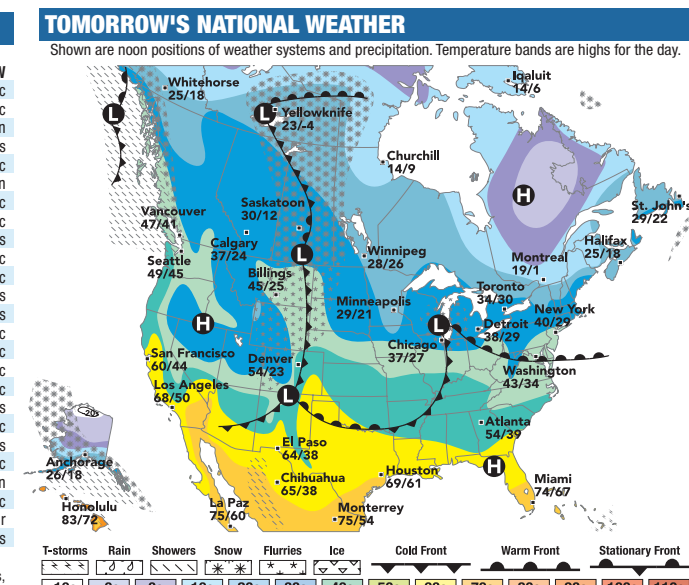 TOMORROW'S NATIONAL WEATHER
Shown are noon positions of weather systems and precipitation. Temperature bands are highs for the day.
Whitehorse
25/18
Iqaluit
14/6
L
L
Yellowknife
23/-4
Churchill
14/9
H
St. John's
29/22
Vancouver
47/41
Saskatoon
30/12
Calgary
37/24
Seattle
49/45
L
Winnipeg
28/26
Halifax
25/18
Montreal
19/1
Billings
45/25
Minneapolis
29/21
Toronto
34/30
New York
40/29
H
L
Detroit
38/29
Chicago
37/27
San Francisco
60/44
Denver
54/23
Washington
43/34
Los Angeles
68/50
L
-20s
Atlanta
54/39
El Paso
64/38
Anchorage
26/18
Chihuahua
65/38
Houston
69/61
H
Miami
74/67
Honolulu
83/72
La Paz
75/60
Monterrey
75/54
T-storms Rain Showers Snow Flurries Ice Cold Front Warm Front Stationary Front